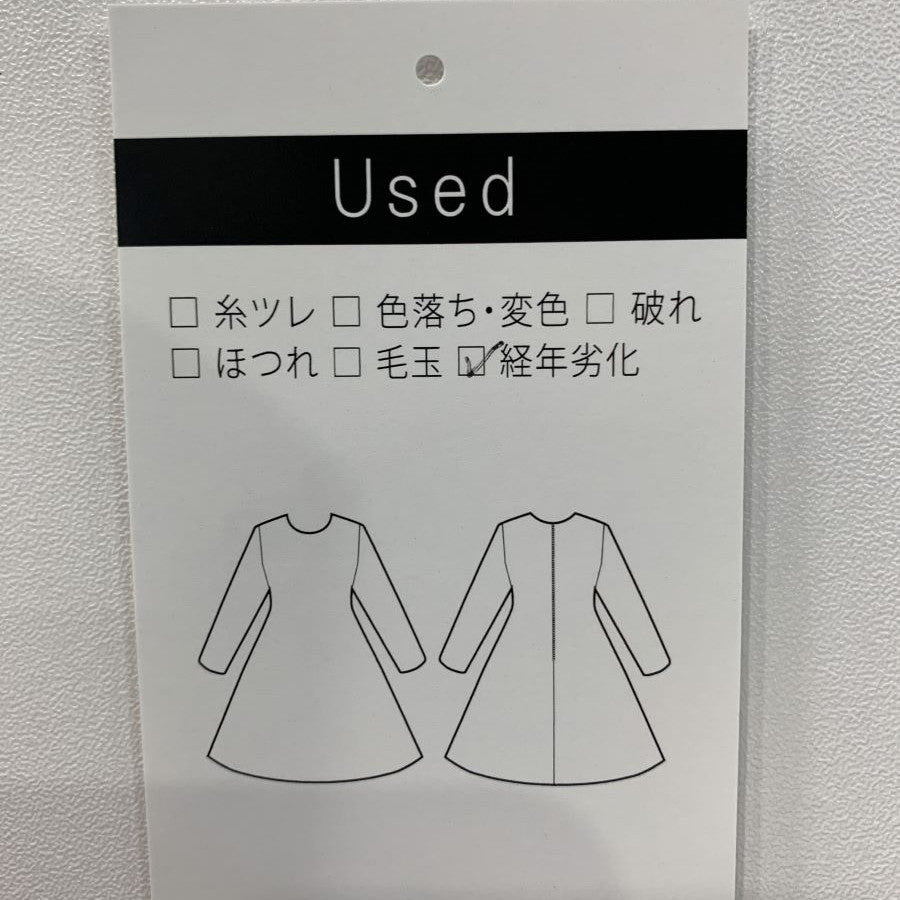 Used
□ 糸ツレ □ 色落ち・変色 □ 破れ
□ ほつれ □ 毛玉 ☑ 経年劣化